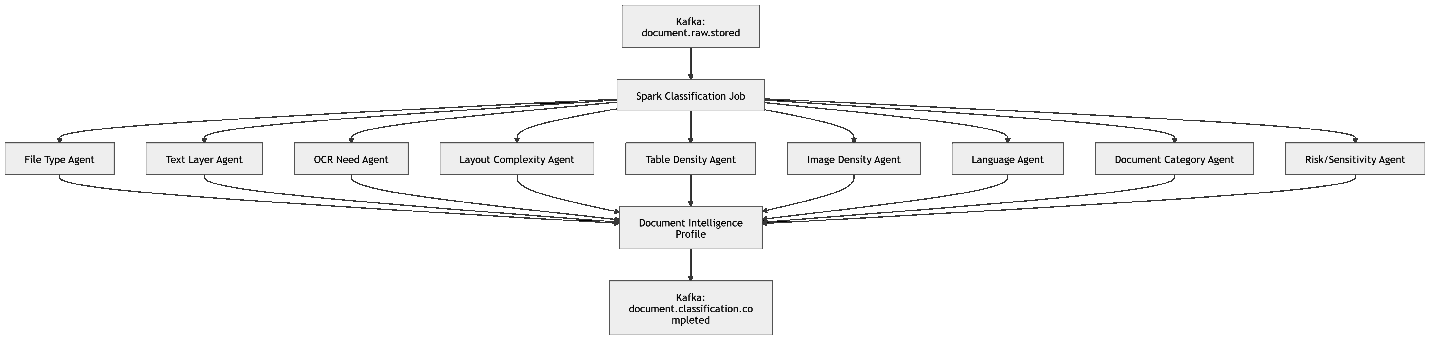 Kafka:
document.raw.stored
Spark Classification Job
File Type Agent
Text Layer Agent
OCR Need Agent
Layout Complexity Agent
Table Density Agent
Image Density Agent
Language Agent
Document Category Agent
Risk/Sensitivity Agent
Document Intelligence
Profile
Kafka:
document.classification.co
mpleted